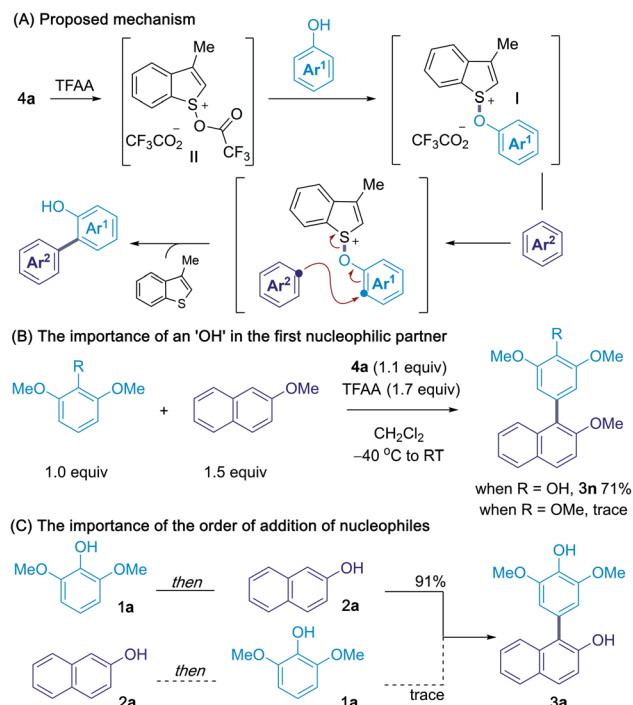 (A) Proposed mechanism
4a
TFAA
Me
S
+
O
O
CF3
CF3CO2−
II
OH
Ar1
Me
S
+
O
Ar1
I
CF3CO2−
HO
Ar1
Ar2
Me
S
Me
S
+
O
Ar2
Ar1
Ar2
(B) The importance of an 'OH' in the first nucleophilic partner
R
MeO
OMe
1.0 equiv
+
OMe
1.5 equiv
4a (1.1 equiv)
TFAA (1.7 equiv)
CH2Cl2
−40 oC to RT
R
MeO
OMe
OMe
when R = OH, 3n 71%
when R = OMe, trace
(C) The importance of the order of addition of nucleophiles
OH
MeO
OMe
1a
then
OH
2a
91%
OH
2a
then
OH
MeO
OMe
1a
trace
OH
MeO
OMe
OH
3a